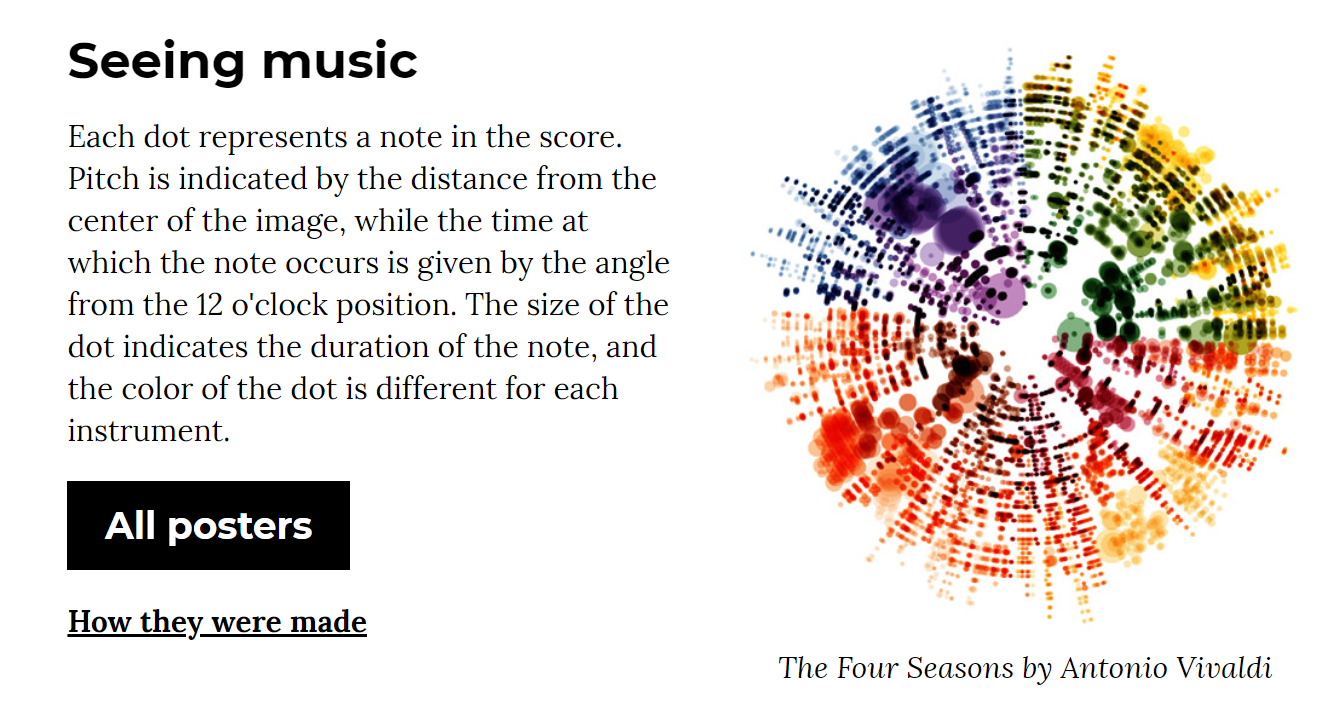 Seeing music
Each dot represents a note in the score.
Pitch is indicated by the distance from the
center of the image, while the time at
which the note occurs is given by the angle
from the 12 o'clock position. The size of the
dot indicates the duration of the note, and
the color of the dot is different for each
instrument.
All posters
How they were made
The Four Seasons by Antonio Vivaldi